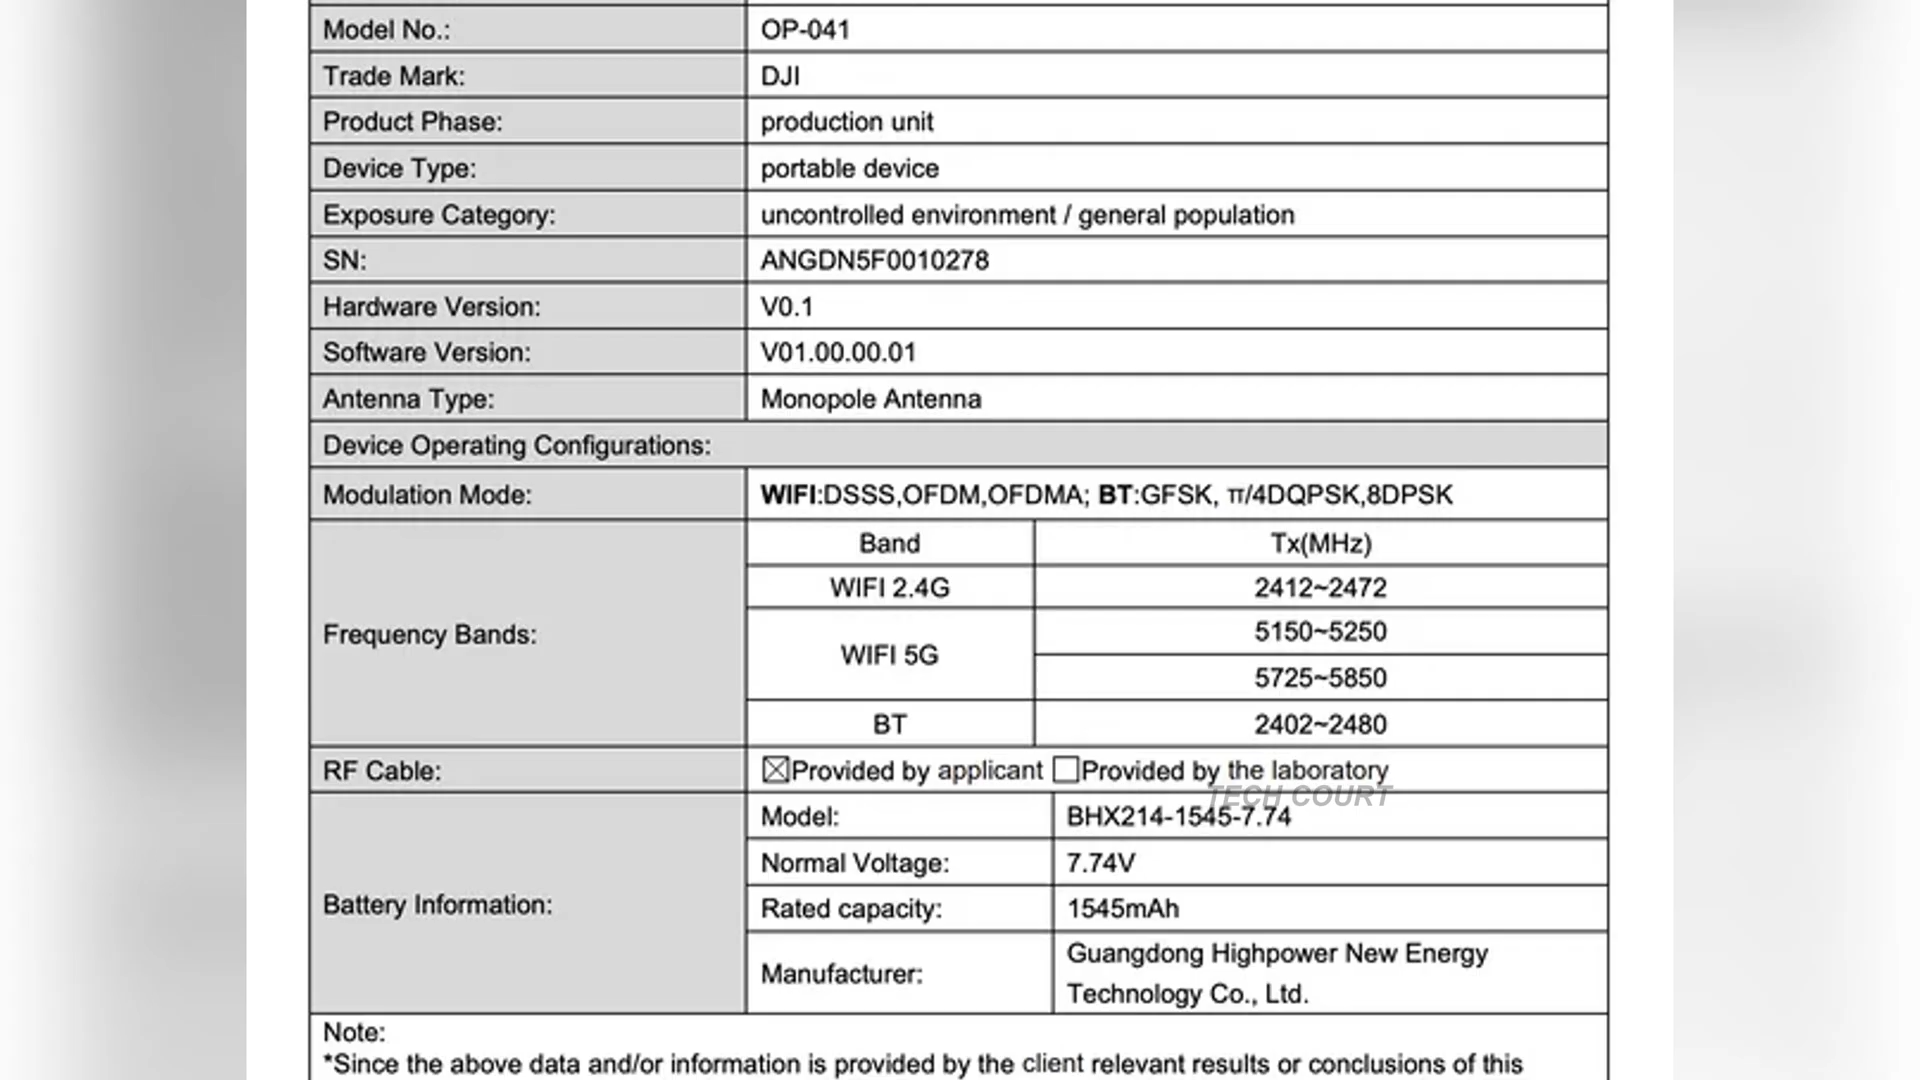 Model No.: OP-041
Trade Mark: DJI
Product Phase: production unit
Device Type: portable device
Exposure Category: uncontrolled environment / general population
SN: ANGDN5F0010278
Hardware Version: V0.1
Software Version: V01.00.00.01
Antenna Type: Monopole Antenna
Device Operating Configurations:
Modulation Mode: WIFI:DSSS,OFDM,OFDMA; BT:GFSK, π/4DQPSK,8DPSK
Frequency Bands:
Band Tx(MHz)
WIFI 2.4G 2412~2472
WIFI 5G
5150~5250
5725~5850
BT 2402~2480
RF Cable: ☒Provided by applicant ☐Provided by the laboratory
TECH COURT
Battery Information:
Model: BHX214-1545-7.74
Normal Voltage: 7.74V
Rated capacity: 1545mAh
Manufacturer:
Guangdong Highpower New Energy
Technology Co., Ltd.
Note:
*Since the above data and/or information is provided by the client relevant results or conclusions of this